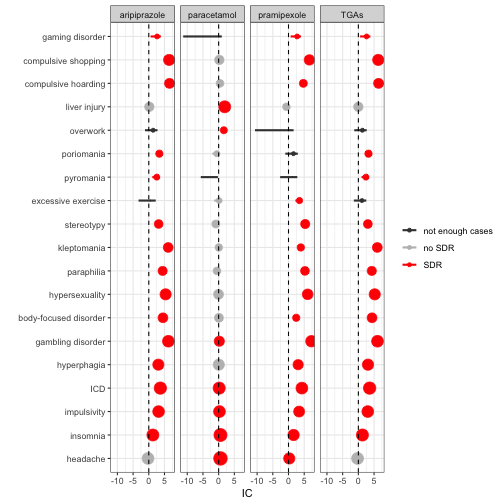 aripiprazole paracetamol pramipexole TGAs
gaming disorder
compulsive shopping
compulsive hoarding
liver injury
overwork
poriomania
pyromania
excessive exercise
stereotypy
kleptomania
paraphilia
hypersexuality
body-focused disorder
gambling disorder
hyperphagia
ICD
impulsivity
insomnia
headache
-10 -5 0 5 -10 -5 0 5 -10 -5 0 5 -10 -5 0 5
IC
not enough cases
no SDR
SDR